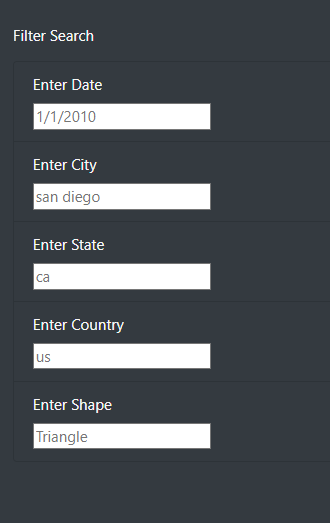 Filter Search
Enter Date
1/1/2010
Enter City
san diego
Enter State
ca
Enter Country
us
Enter Shape
Triangle